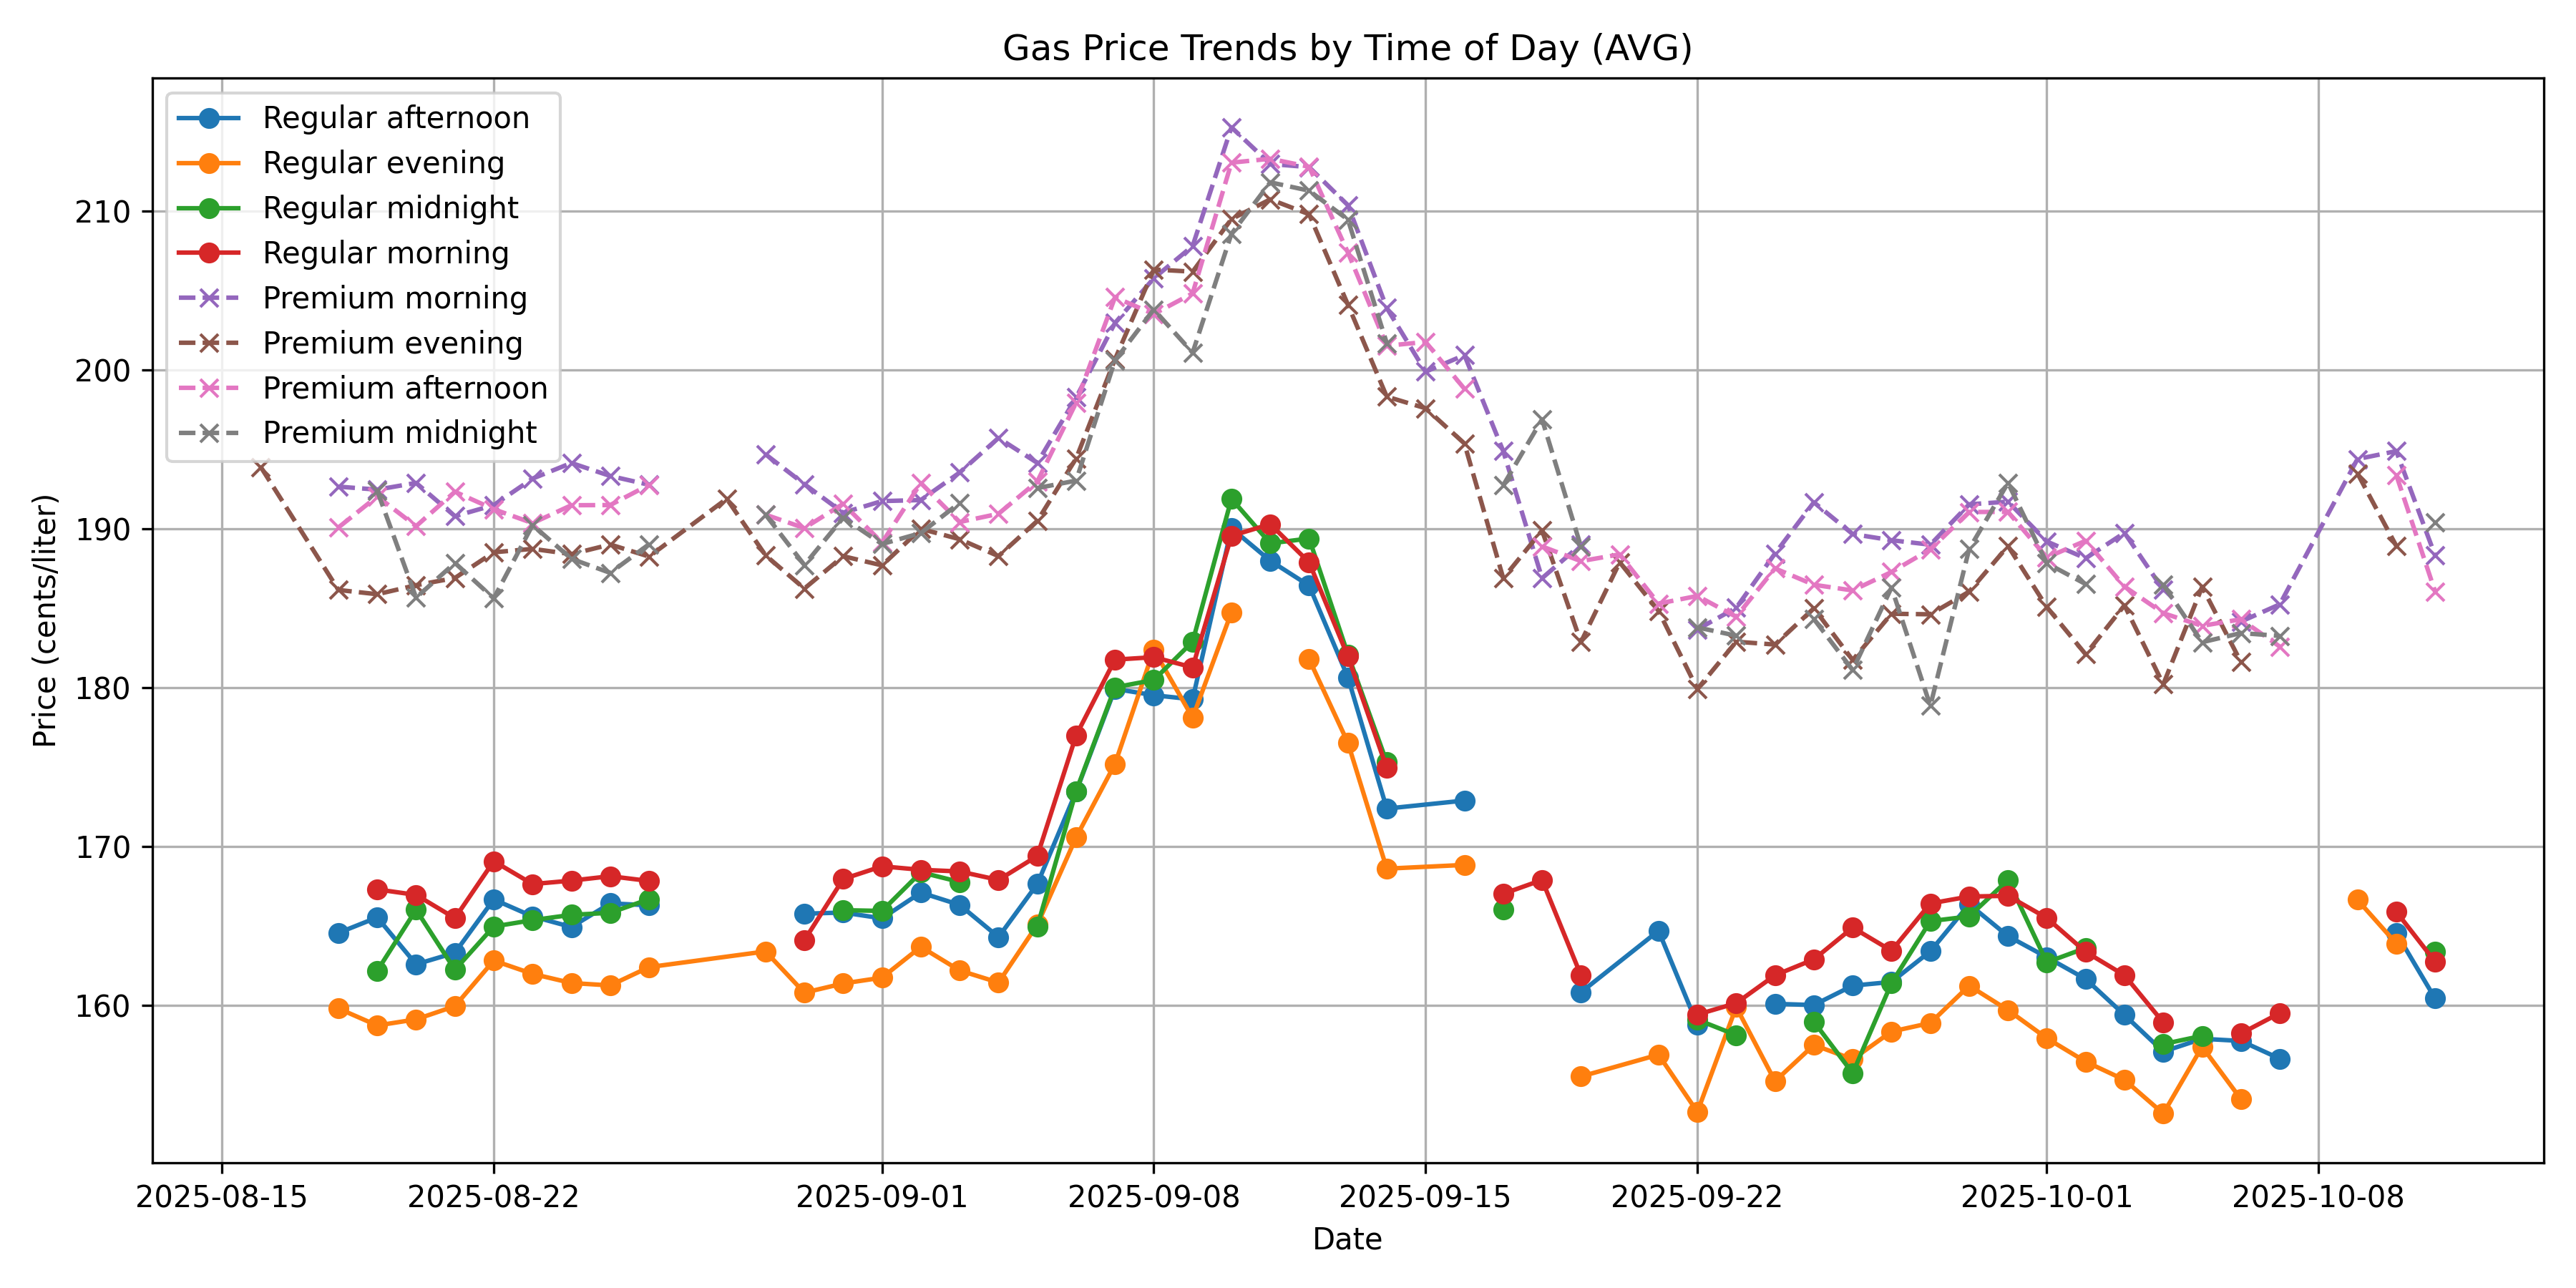 Gas Price Trends by Time of Day (AVG)
Regular afternoon
Regular evening
Regular midnight
Regular morning
Premium morning
Premium evening
Premium afternoon
Premium midnight
Price (cents/liter)
210
200
190
180
170
160
2025-08-15
2025-08-22
2025-09-01
2025-09-08
2025-09-15
2025-09-22
2025-10-01
2025-10-08
Date